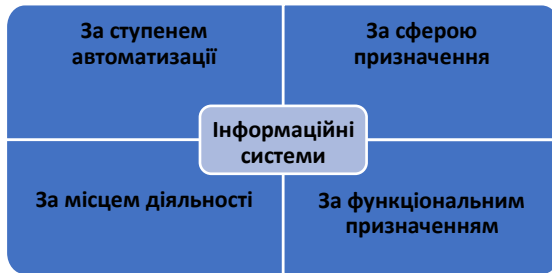 За ступенем
автоматизації
За сферою
призначення
Інформаційні
системи
За місцем діяльності
За функціональним
призначенням